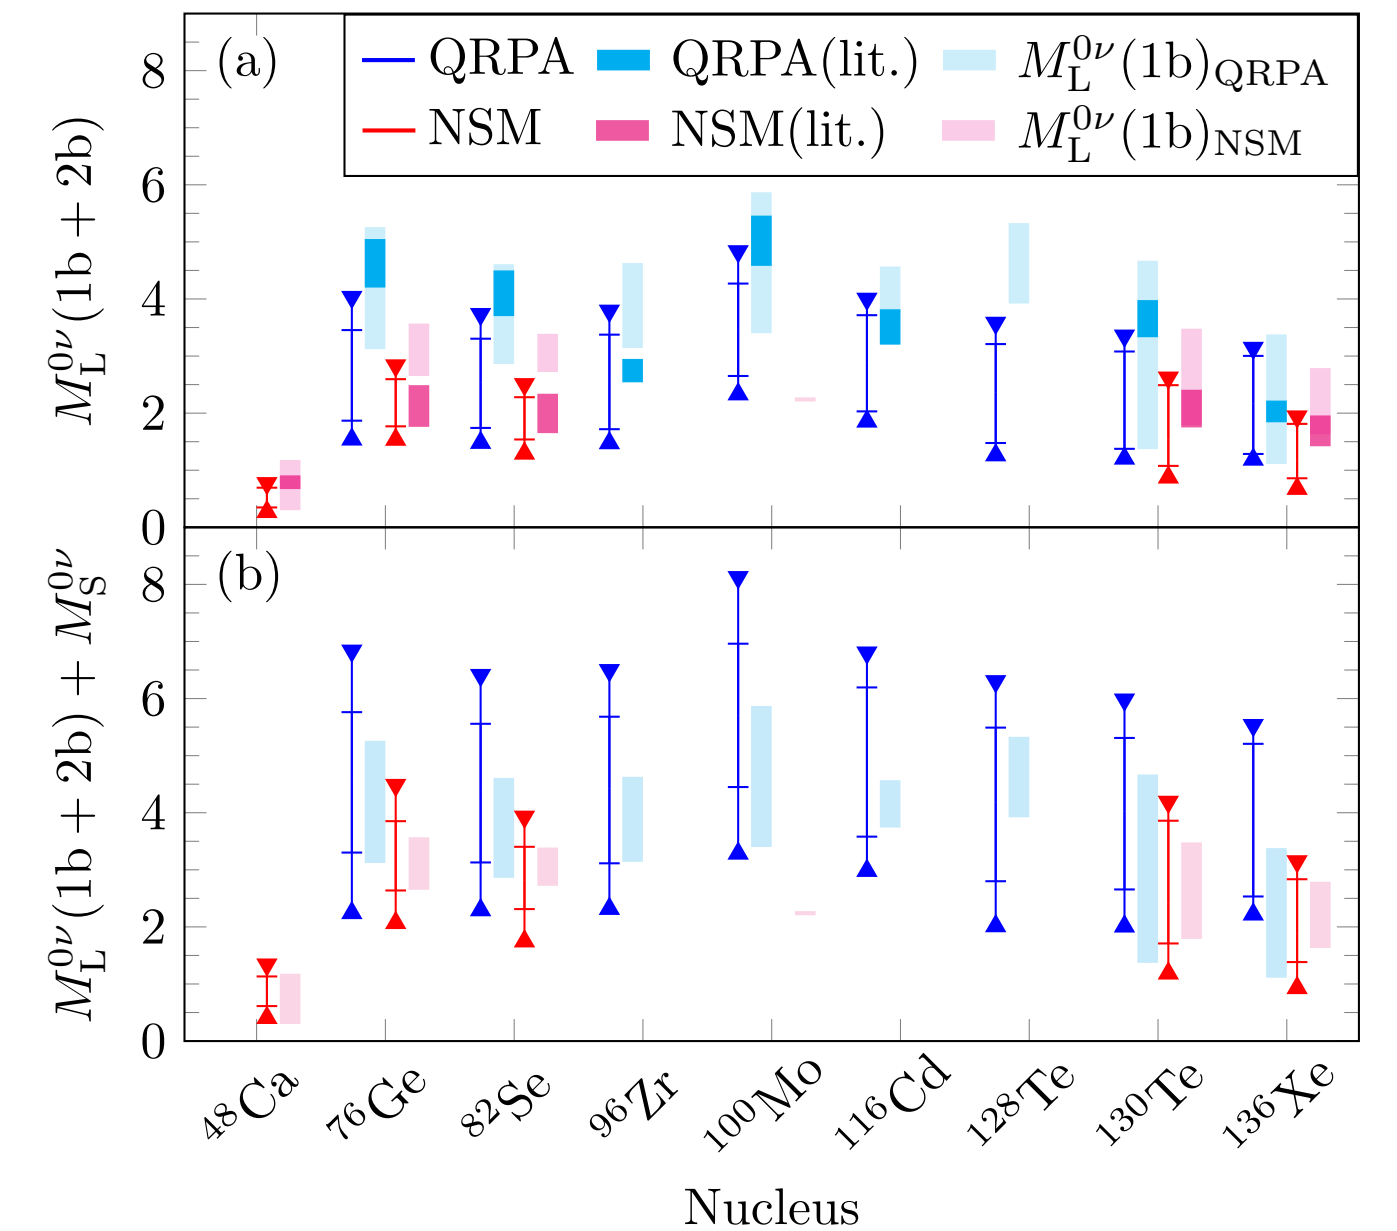 (a)
QRPA QRPA(lit.) M_L^{0ν}(1b)_{QRPA}
NSM NSM(lit.) M_L^{0ν}(1b)_{NSM}
M_L^{0ν}(1b + 2b)
8
6
4
2
0
(b)
M_L^{0ν}(1b + 2b) + M_S^{0ν}
8
6
4
2
0
⁴⁸Ca ⁷⁶Ge ⁸²Se ⁹⁶Zr ¹⁰⁰Mo ¹¹⁶Cd ¹²⁸Te ¹³⁰Te ¹³⁶Xe
Nucleus